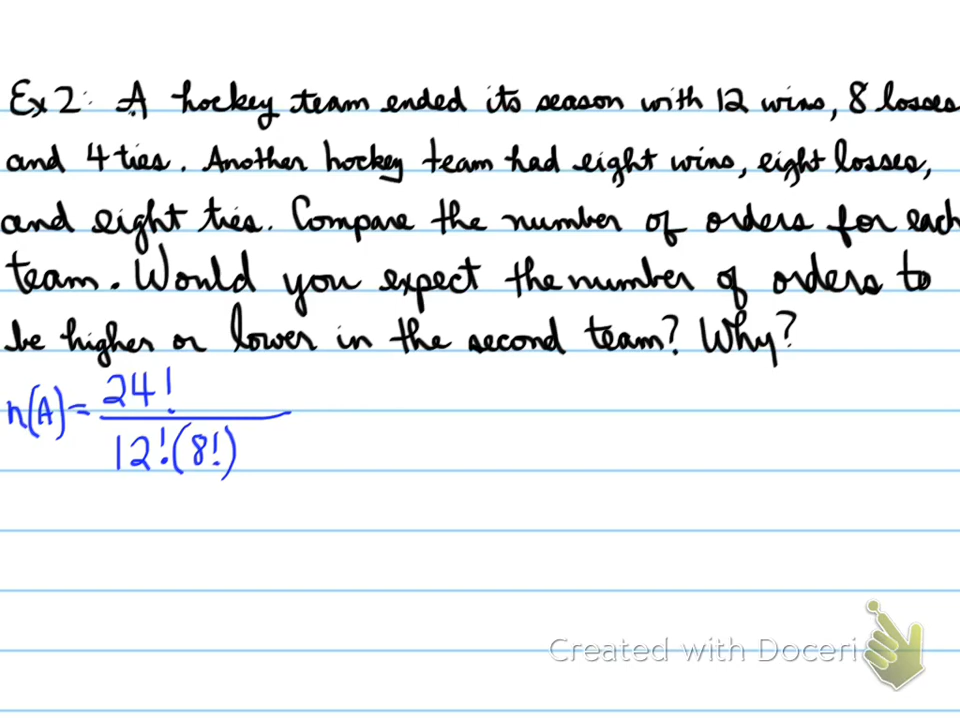 Ex 2: A hockey team ended its season with 12 wins, 8 losses
and 4 ties. Another hockey team had eight wins, eight losses,
and eight ties. Compare the number of orders for each
team. Would you expect the number of orders to
be higher or lower in the second team? Why?
n(A) = 24!
12!(8!)
Created with Doceri